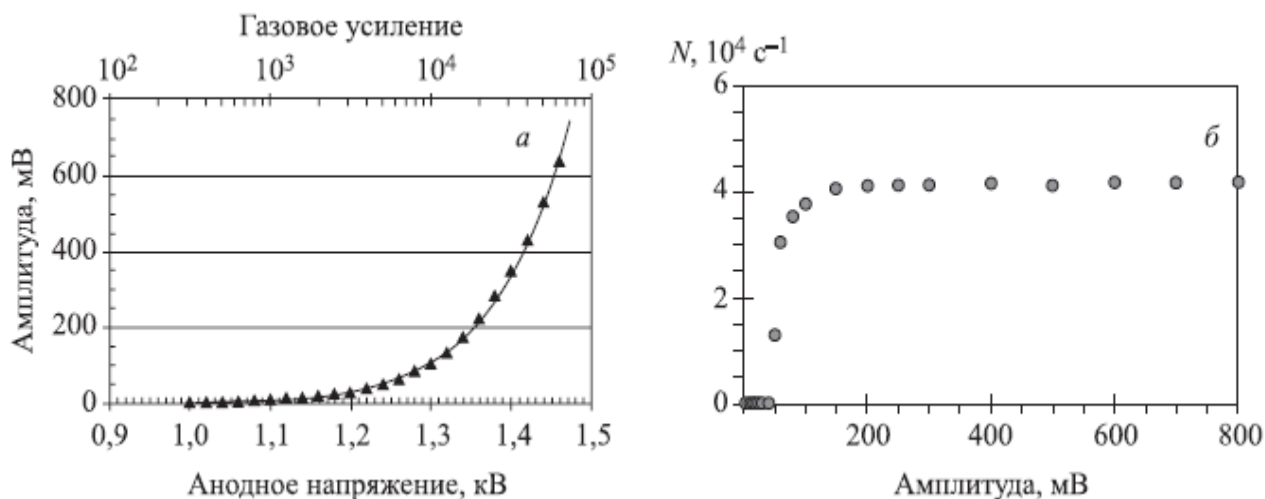 Газовое усиление
10² 10³ 10⁴ 10⁵
800
600
400
200
0
Амплитуда, мВ
а
0,9 1,0 1,1 1,2 1,3 1,4 1,5
Анодное напряжение, кВ
N, 10⁴ с⁻¹
6
4
2
0
б
200 400 600 800
Амплитуда, мВ